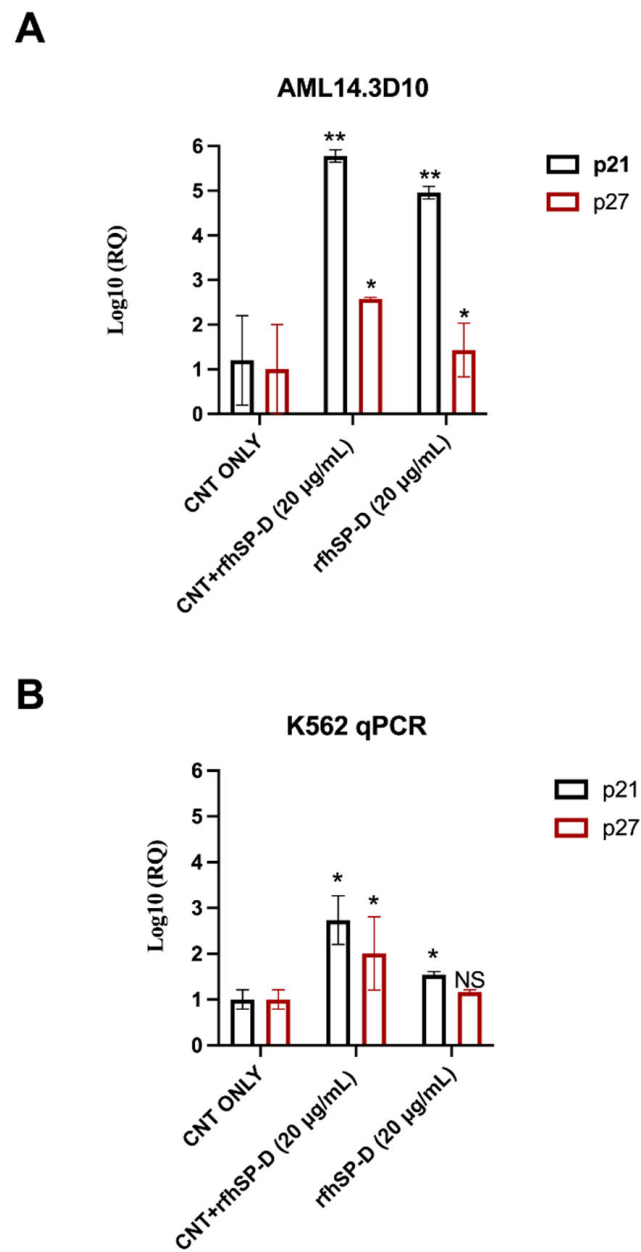 A
AML14.3D10
Log10 (RQ)
6
5
4
3
2
1
0
**
*
**
*
p21
p27
CNT ONLY
CNT+rfhSP-D (20 µg/mL)
rfhSP-D (20 µg/mL)
B
K562 qPCR
Log10 (RQ)
6
5
4
3
2
1
0
*
*
*
NS
p21
p27
CNT ONLY
CNT+rfhSP-D (20 µg/mL)
rfhSP-D (20 µg/mL)